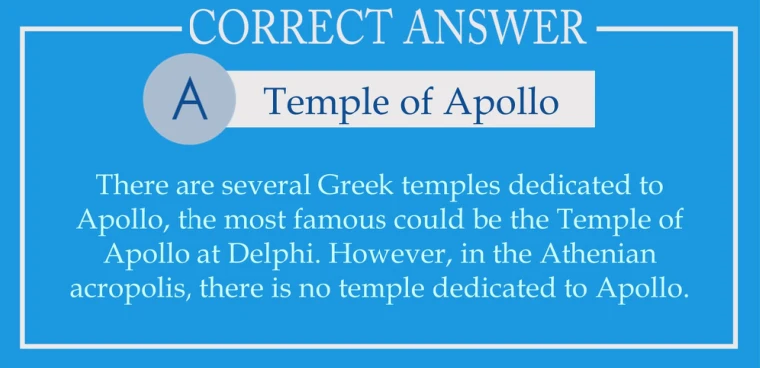 CORRECT ANSWER
A Temple of Apollo
There are several Greek temples dedicated to
Apollo, the most famous could be the Temple of
Apollo at Delphi. However, in the Athenian
acropolis, there is no temple dedicated to Apollo.